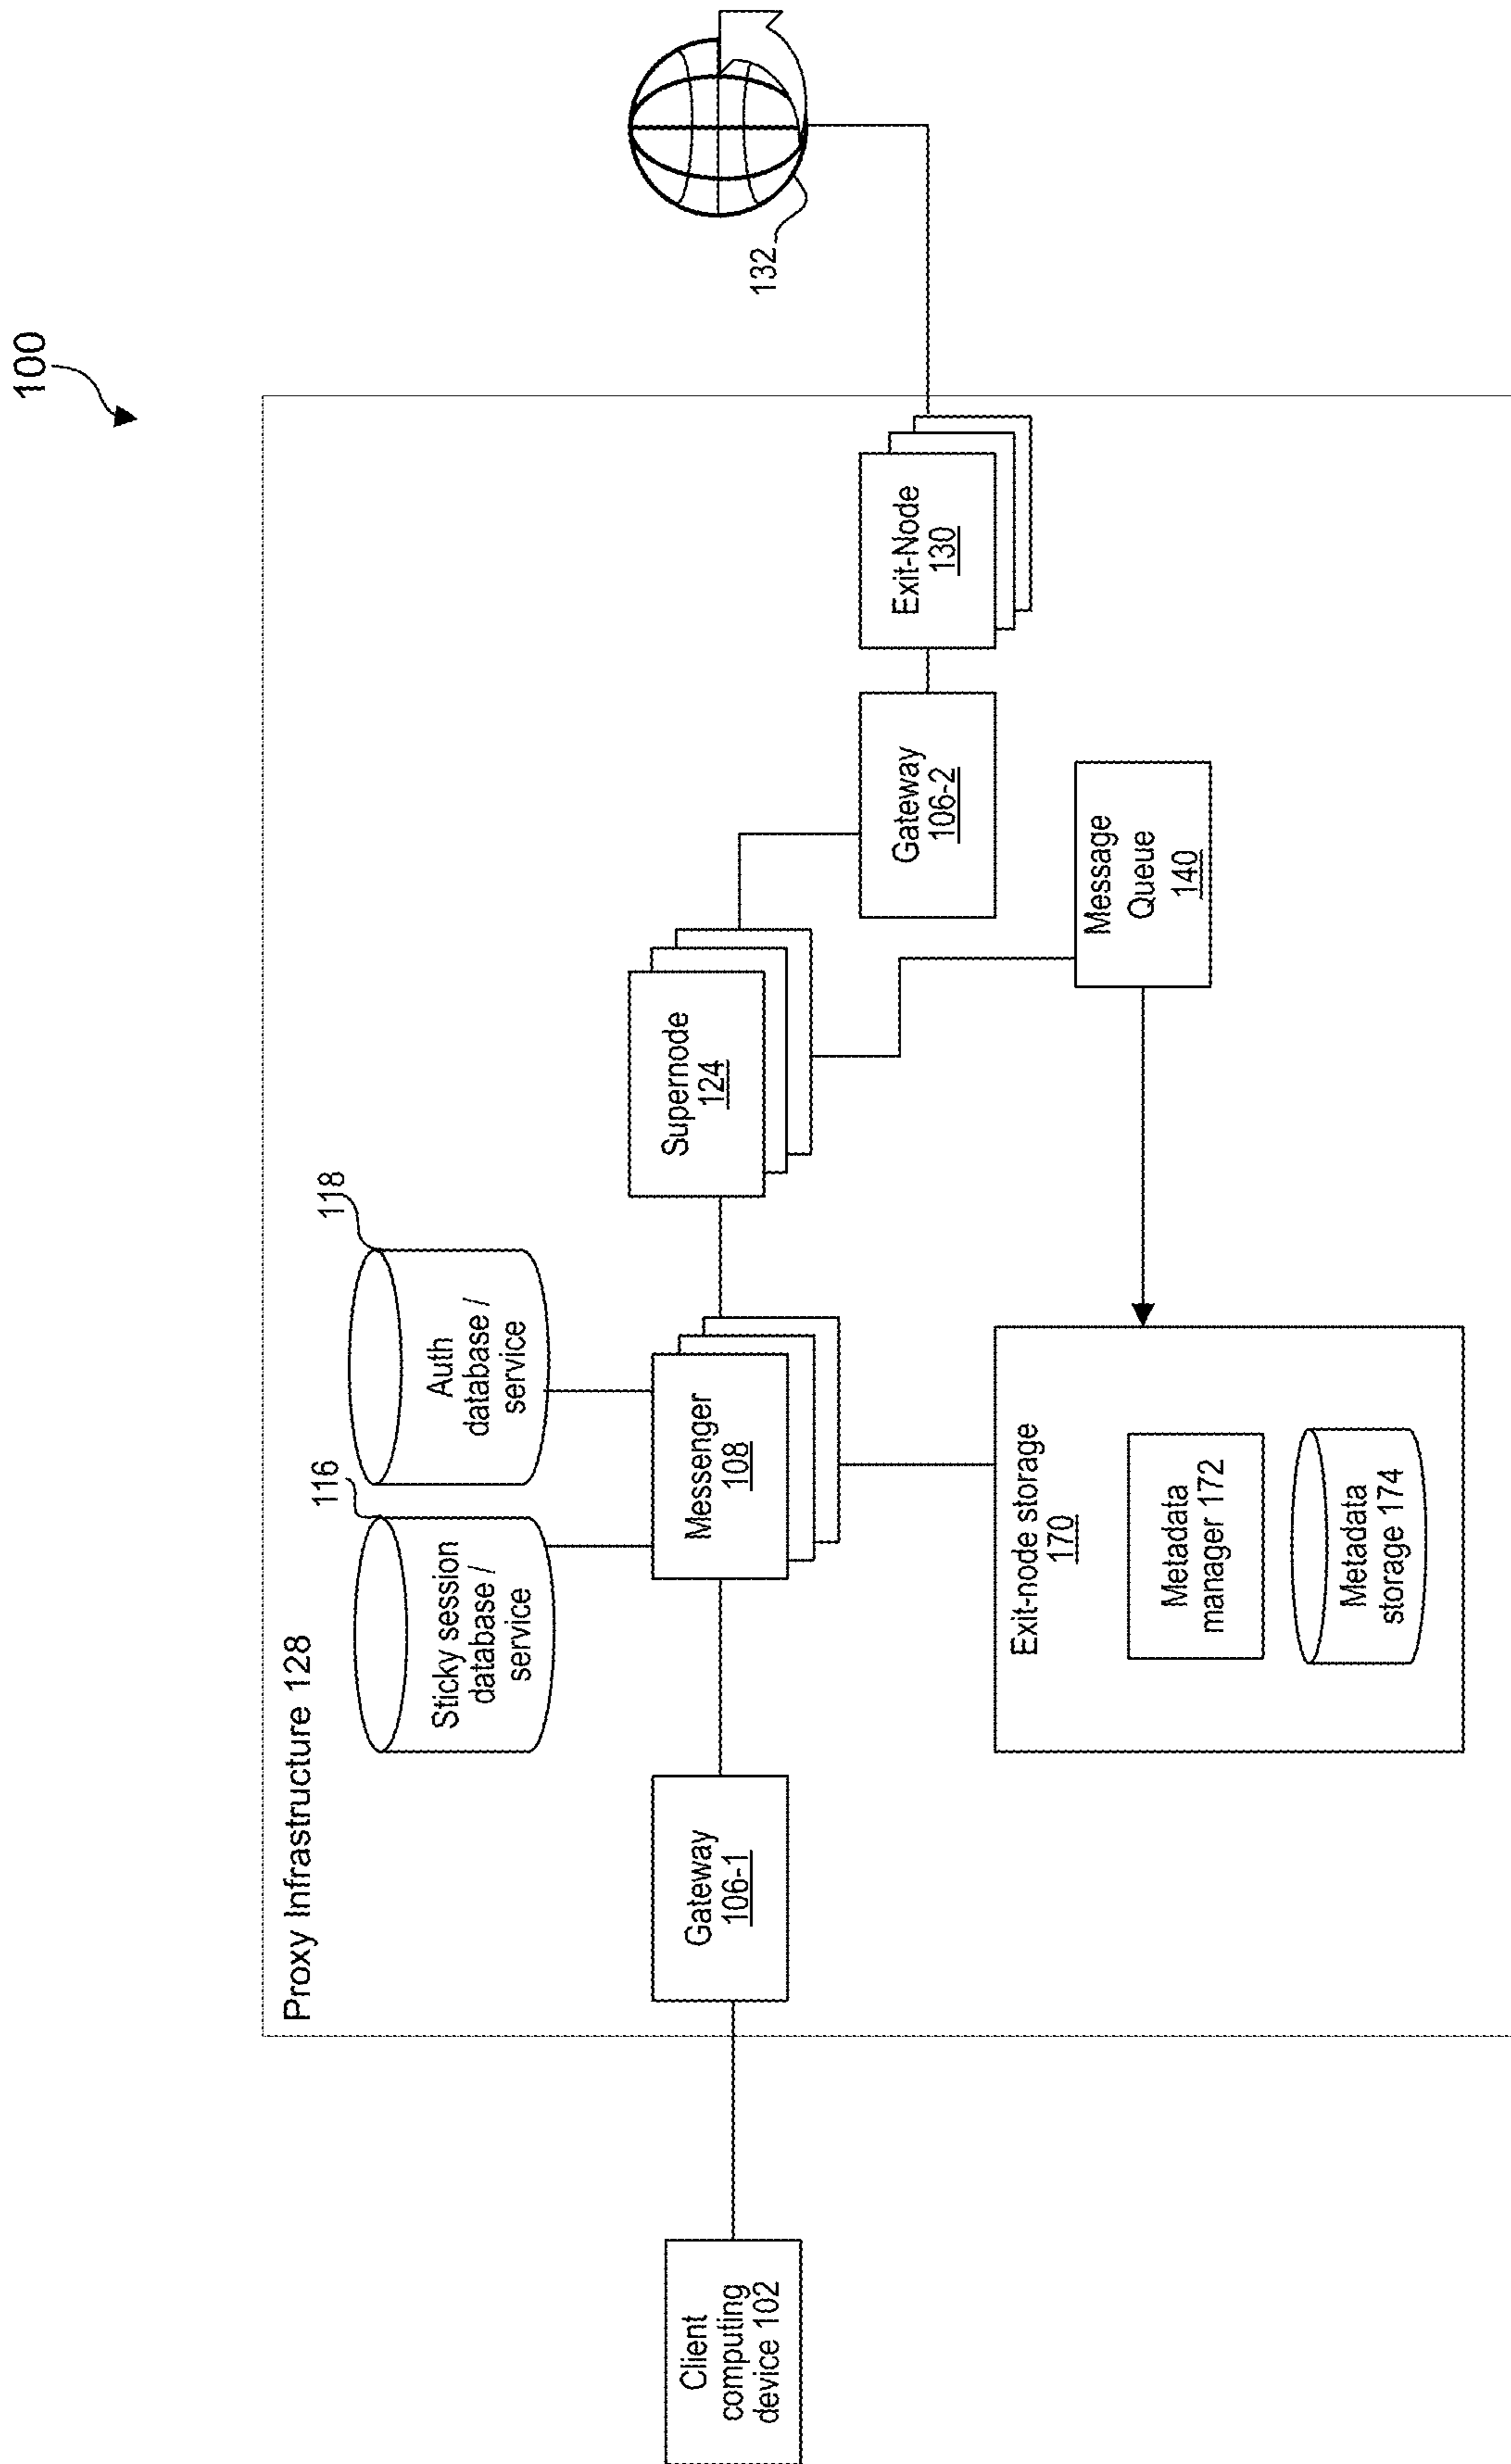 100
Proxy Infrastructure 128
116
118
Sticky session
database /
service
Auth
database /
service
132
Client
computing
device 102
Gateway
106-1
Messenger
108
Supernode
124
Gateway
106-2
Exit-Node
130
Exit-node storage
170
Metadata
manager 172
Metadata
storage 174
Message
Queue
140